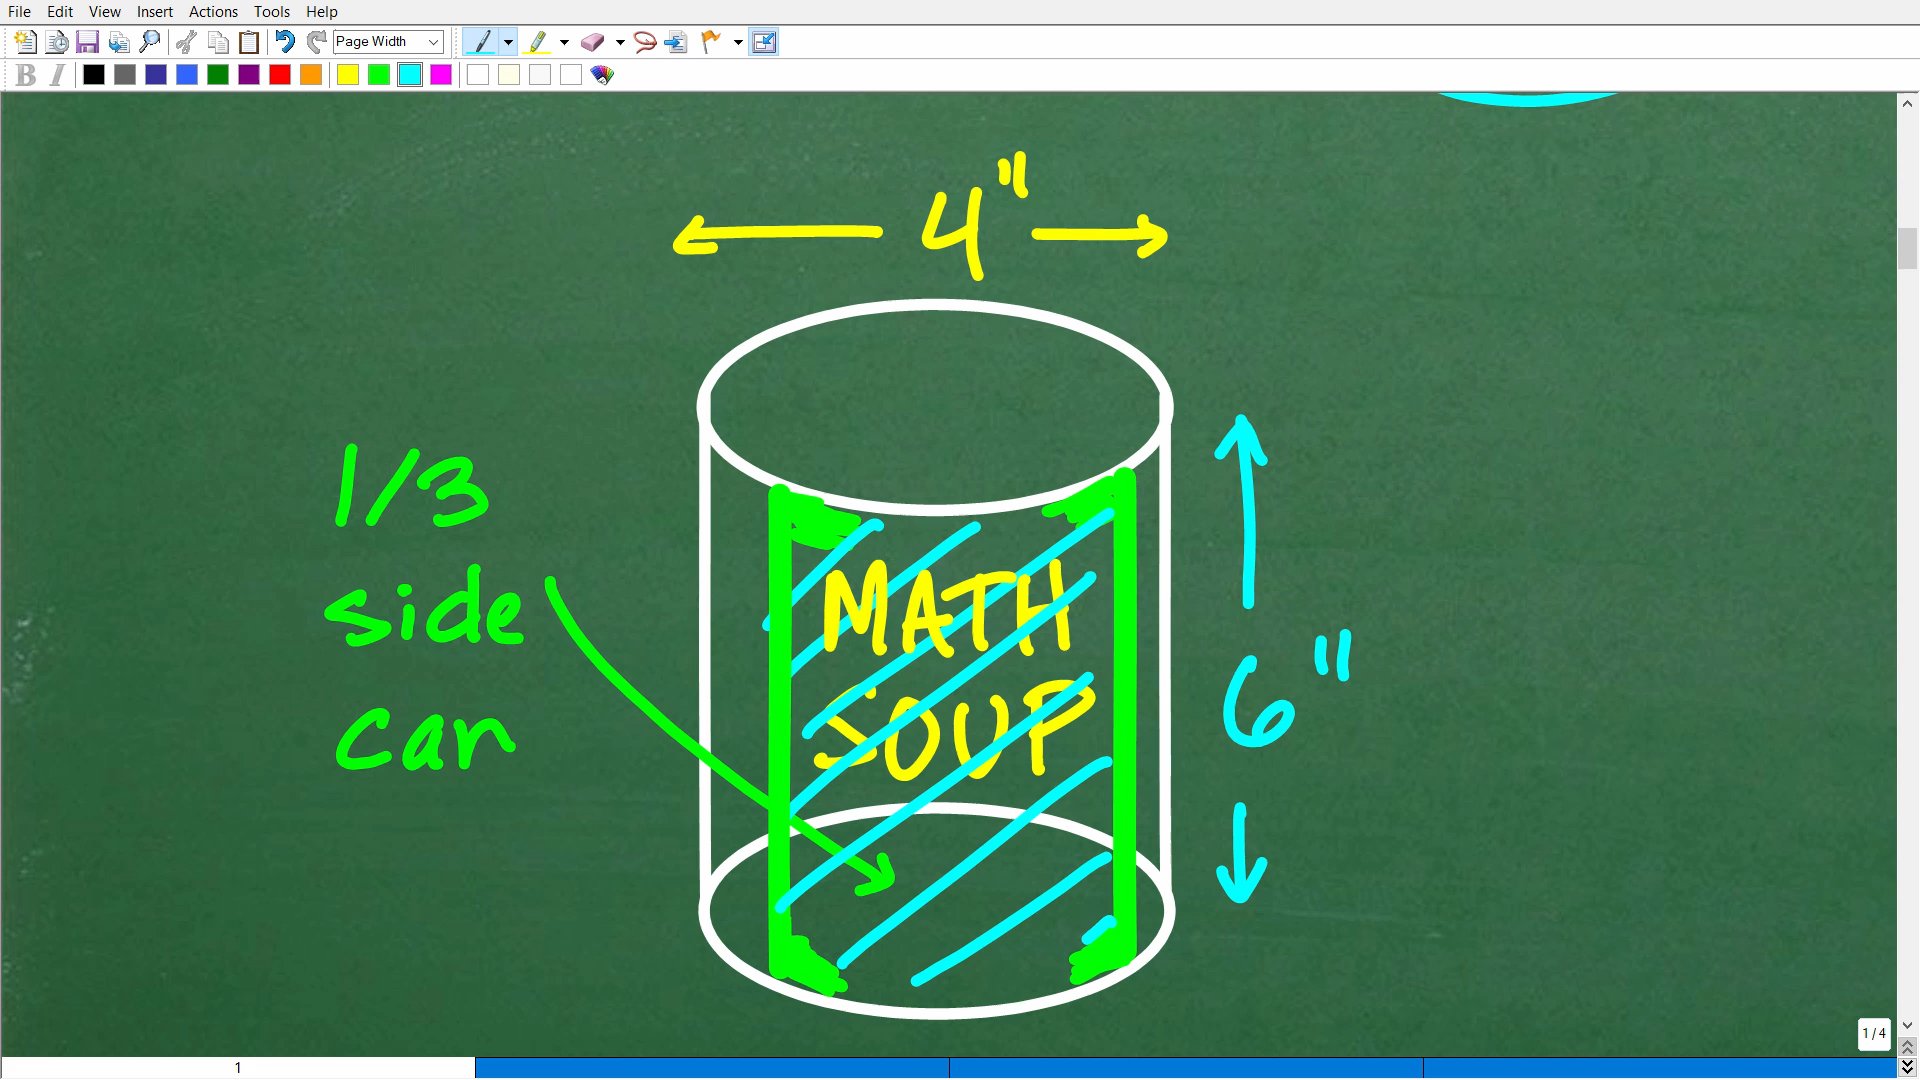 File Edit View Insert Actions Tools Help
Page Width
B I
4"
1/3
side
can
MATH
SOUP
6"
1 / 4
1